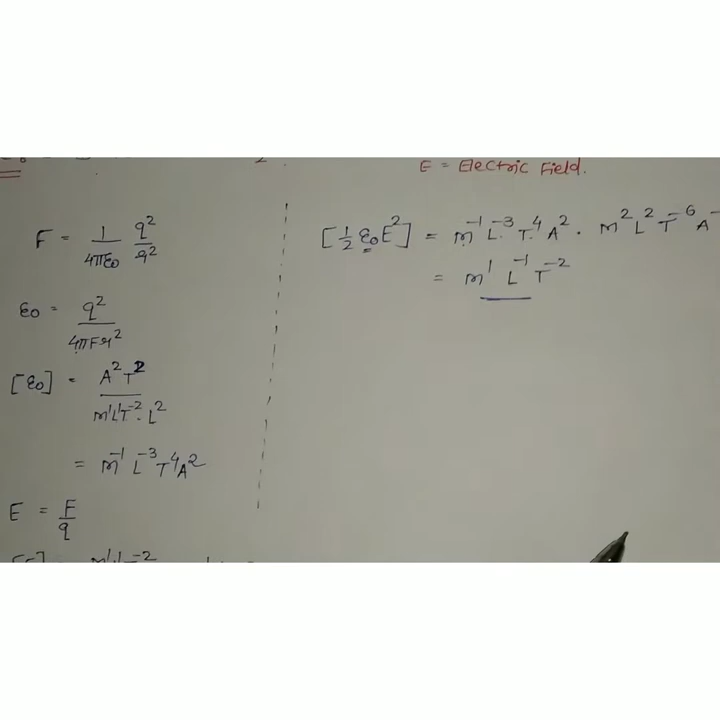 E = Electric Field.
F = 1/4πε₀ q²/r²
ε₀ = q²/4πFr²
[ε₀] = A²T²/M¹L¹T⁻².L²
= M⁻¹ L⁻³ T⁴ A²
E = F/q
[½ ε₀E²] = M⁻¹ L⁻³ T⁴ A² . M² L² T⁻⁶ A⁻
= M¹ L⁻¹ T⁻²